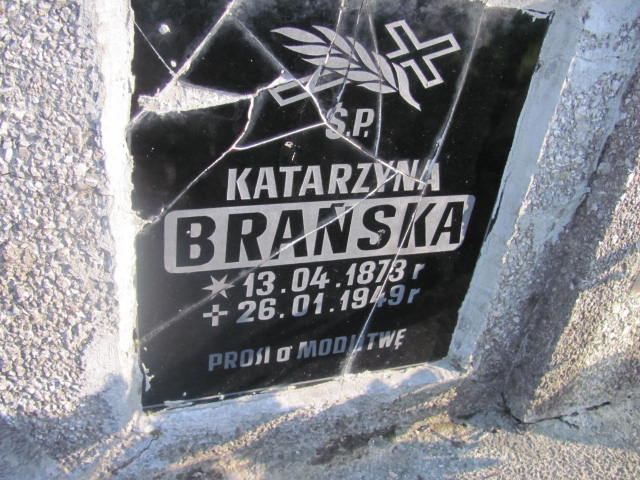 Ś.P.
KATARZYNA
BRAŃSKA
✶ 13.04.1873 r
✝ 26.01.1949 r
PROSI o MODLITWĘ